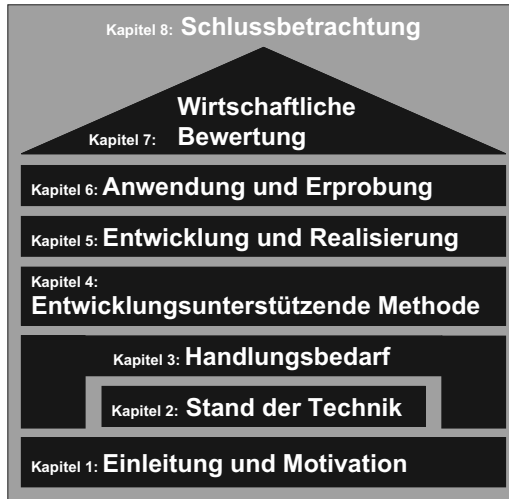 Kapitel 8: Schlussbetrachtung
Wirtschaftliche
Kapitel 7: Bewertung
Kapitel 6: Anwendung und Erprobung
Kapitel 5: Entwicklung und Realisierung
Kapitel 4:
Entwicklungsunterstützende Methode
Kapitel 3: Handlungsbedarf
Kapitel 2: Stand der Technik
Kapitel 1: Einleitung und Motivation